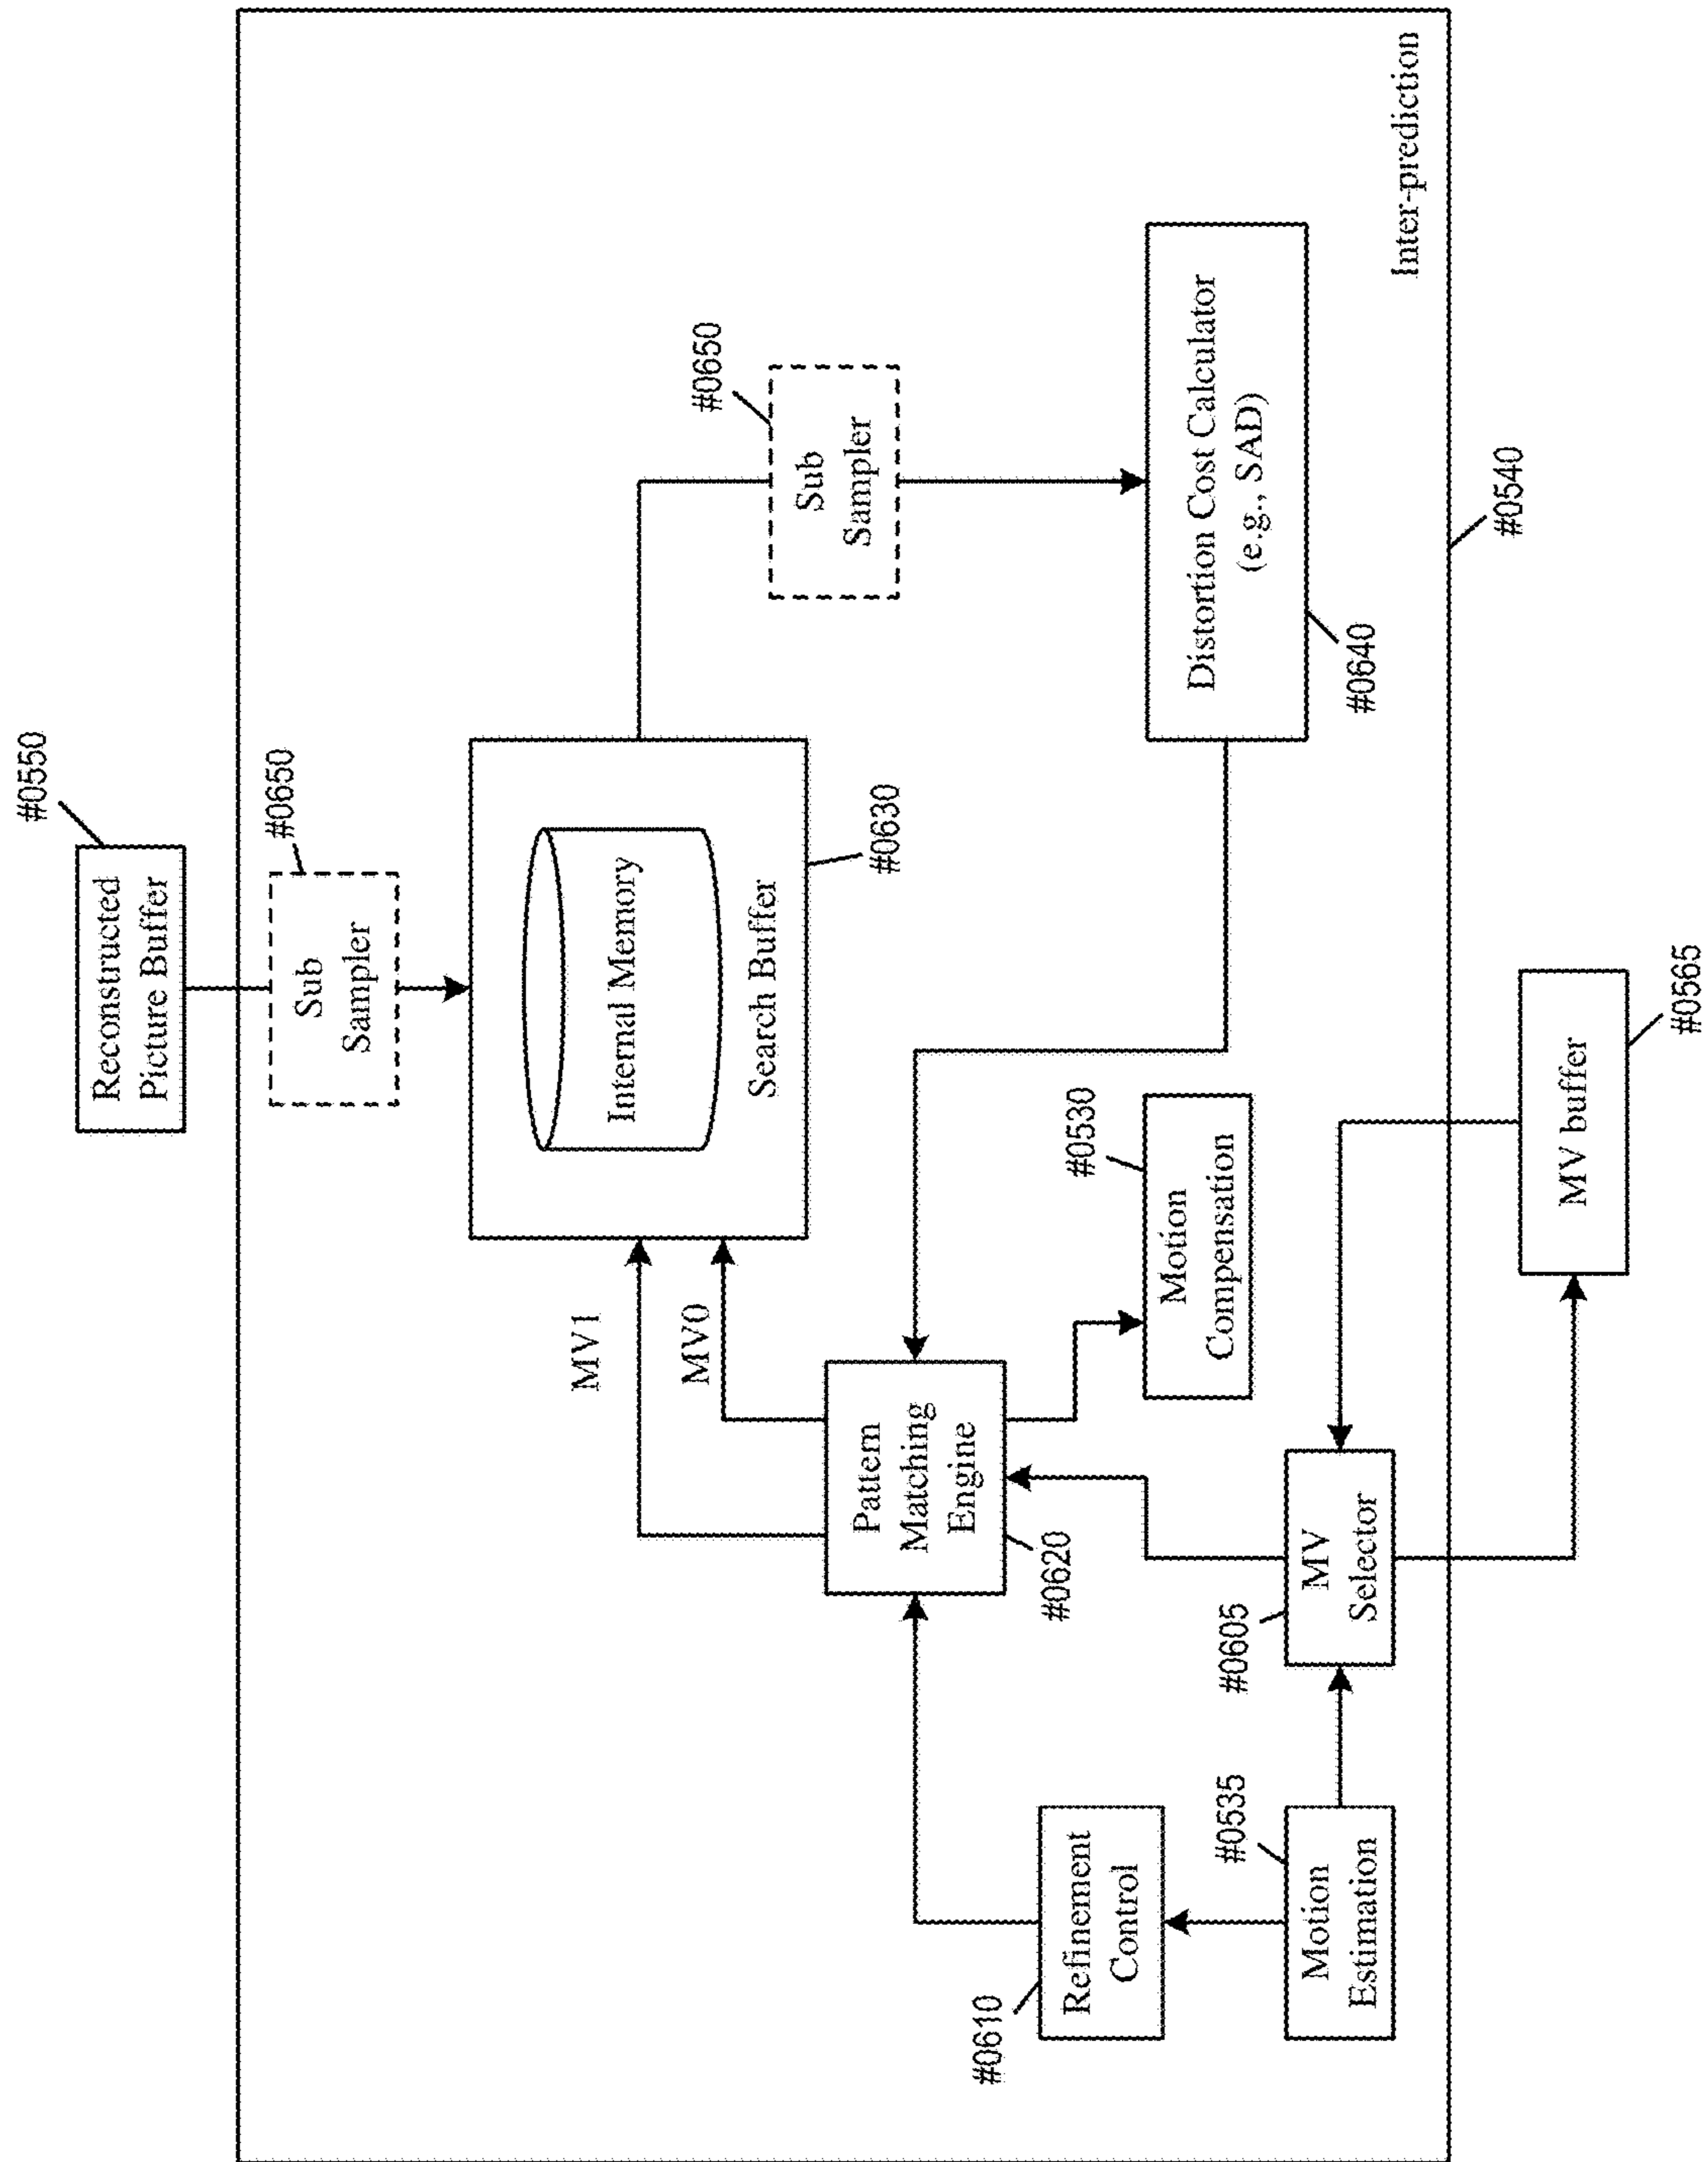 #0550
Reconstructed
Picture Buffer
#0650
Sub
Sampler
#0650
Sub
Sampler
Internal Memory
Search Buffer
#0630
MV1
MV0
Pattern
Matching
Engine
#0620
Distortion Cost Calculator
(e.g., SAD)
#0640
#0530
Motion
Compensation
#0610
Refinement
Control
#0535
Motion
Estimation
#0605
MV
Selector
Inter-prediction
#0540
MV buffer
#0565